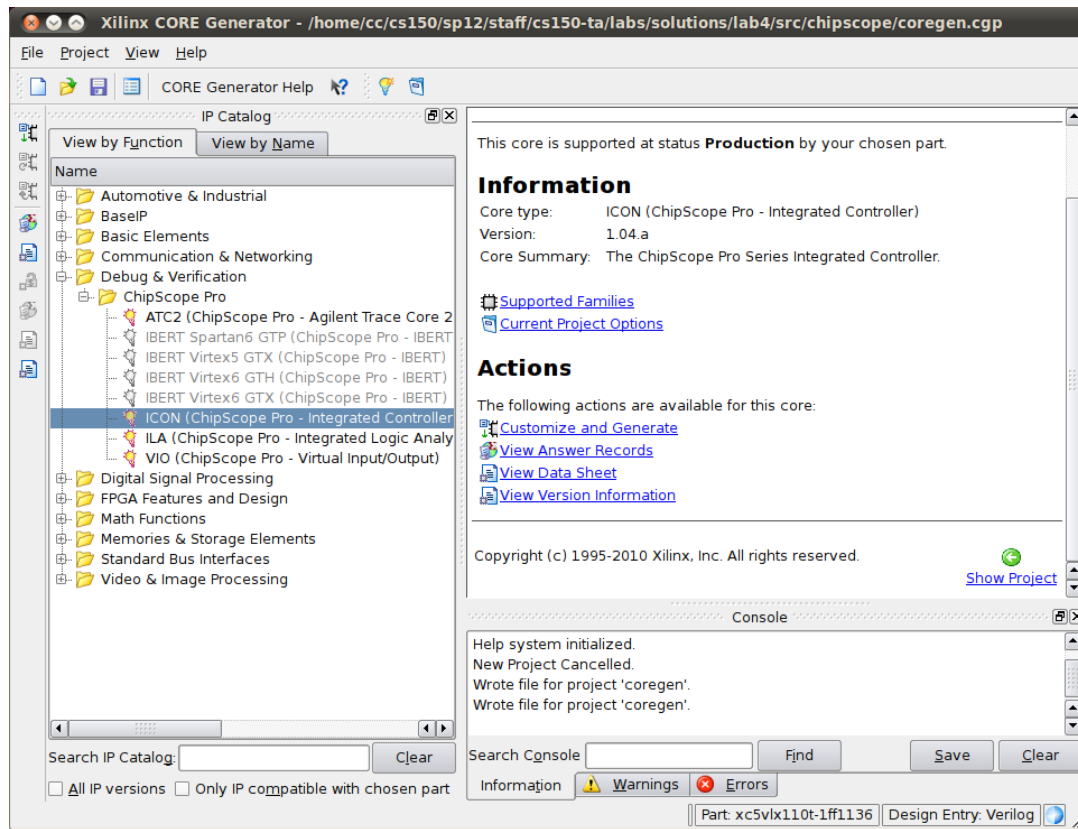 Xilinx CORE Generator - /home/cc/cs150/sp12/staff/cs150-ta/labs/solutions/lab4/src/chipscope/coregen.cgp
File Project View Help
CORE Generator Help
IP Catalog
View by Function View by Name
Name
Automotive & Industrial
BaseIP
Basic Elements
Communication & Networking
Debug & Verification
ChipScope Pro
ATC2 (ChipScope Pro - Agilent Trace Core 2
IBERT Spartan6 GTP (ChipScope Pro - IBERT
IBERT Virtex5 GTX (ChipScope Pro - IBERT)
IBERT Virtex6 GTH (ChipScope Pro - IBERT)
IBERT Virtex6 GTX (ChipScope Pro - IBERT)
ICON (ChipScope Pro - Integrated Controller
ILA (ChipScope Pro - Integrated Logic Analy
VIO (ChipScope Pro - Virtual Input/Output)
Digital Signal Processing
FPGA Features and Design
Math Functions
Memories & Storage Elements
Standard Bus Interfaces
Video & Image Processing
Search IP Catalog: Clear
All IP versions Only IP compatible with chosen part
This core is supported at status Production by your chosen part.
Information
Core type: ICON (ChipScope Pro - Integrated Controller)
Version: 1.04.a
Core Summary: The ChipScope Pro Series Integrated Controller.
Supported Families
Current Project Options
Actions
The following actions are available for this core:
Customize and Generate
View Answer Records
View Data Sheet
View Version Information
Copyright (c) 1995-2010 Xilinx, Inc. All rights reserved.
Show Project
Console
Help system initialized.
New Project Cancelled.
Wrote file for project 'coregen'.
Wrote file for project 'coregen'.
Search Console Find Save Clear
Information Warnings Errors
Part: xc5vlx110t-1ff1136 Design Entry: Verilog